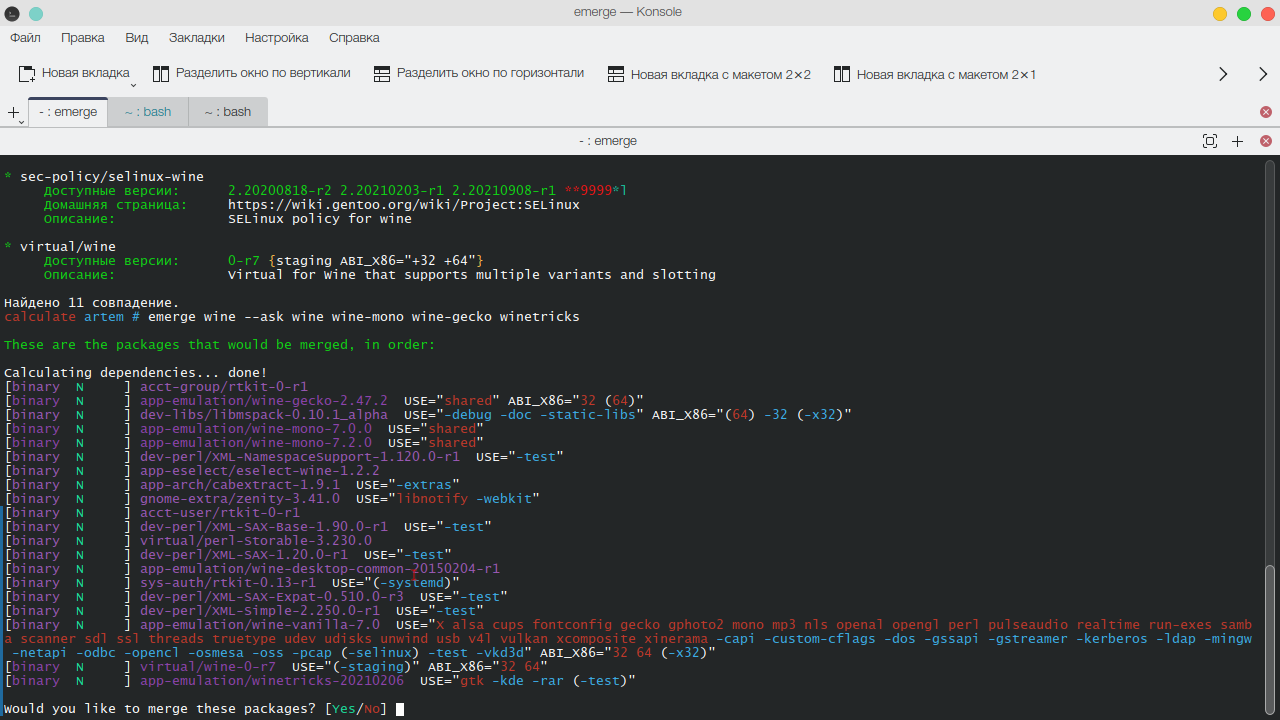 emerge — Konsole
Файл Правка Вид Закладки Настройка Справка
Новая вкладка Разделить окно по вертикали Разделить окно по горизонтали Новая вкладка с макетом 2×2 Новая вкладка с макетом 2×1
- : emerge ~ : bash ~ : bash
- : emerge
* sec-policy/selinux-wine
Доступные версии: 2.20200818-r2 2.20210203-r1 2.20210908-r1 **9999*l
Домашняя страница: https://wiki.gentoo.org/wiki/Project:SELinux
Описание: SELinux policy for wine
* virtual/wine
Доступные версии: 0-r7 {staging ABI_X86="+32 +64"}
Описание: Virtual for Wine that supports multiple variants and slotting
Найдено 11 совпадение.
calculate artem # emerge wine --ask wine wine-mono wine-gecko winetricks
These are the packages that would be merged, in order:
Calculating dependencies... done!
[binary N ] acct-group/rtkit-0-r1
[binary N ] app-emulation/wine-gecko-2.47.2 USE="shared" ABI_X86="32 (64)"
[binary N ] dev-libs/libmspack-0.10.1_alpha USE="-debug -doc -static-libs" ABI_X86="(64) -32 (-x32)"
[binary N ] app-emulation/wine-mono-7.0.0 USE="shared"
[binary N ] app-emulation/wine-mono-7.2.0 USE="shared"
[binary N ] dev-perl/XML-NamespaceSupport-1.120.0-r1 USE="-test"
[binary N ] app-eselect/eselect-wine-1.2.2
[binary N ] app-arch/cabextract-1.9.1 USE="-extras"
[binary N ] gnome-extra/zenity-3.41.0 USE="libnotify -webkit"
[binary N ] acct-user/rtkit-0-r1
[binary N ] dev-perl/XML-SAX-Base-1.90.0-r1 USE="-test"
[binary N ] virtual/perl-Storable-3.230.0
[binary N ] dev-perl/XML-SAX-1.20.0-r1 USE="-test"
[binary N ] app-emulation/wine-desktop-common-20150204-r1
[binary N ] sys-auth/rtkit-0.13-r1 USE="(-systemd)"
[binary N ] dev-perl/XML-SAX-Expat-0.510.0-r3 USE="-test"
[binary N ] dev-perl/XML-Simple-2.250.0-r1 USE="-test"
[binary N ] app-emulation/wine-vanilla-7.0 USE="X alsa cups fontconfig gecko gphoto2 mono mp3 nls openal opengl perl pulseaudio realtime run-exes samb
a scanner sdl ssl threads truetype udev udisks unwind usb v4l vulkan xcomposite xinerama -capi -custom-cflags -dos -gssapi -gstreamer -kerberos -ldap -mingw
-netapi -odbc -opencl -osmesa -oss -pcap (-selinux) -test -vkd3d" ABI_X86="32 64 (-x32)"
[binary N ] virtual/wine-0-r7 USE="(-staging)" ABI_X86="32 64"
[binary N ] app-emulation/winetricks-20210206 USE="gtk -kde -rar (-test)"
Would you like to merge these packages? [Yes/No]